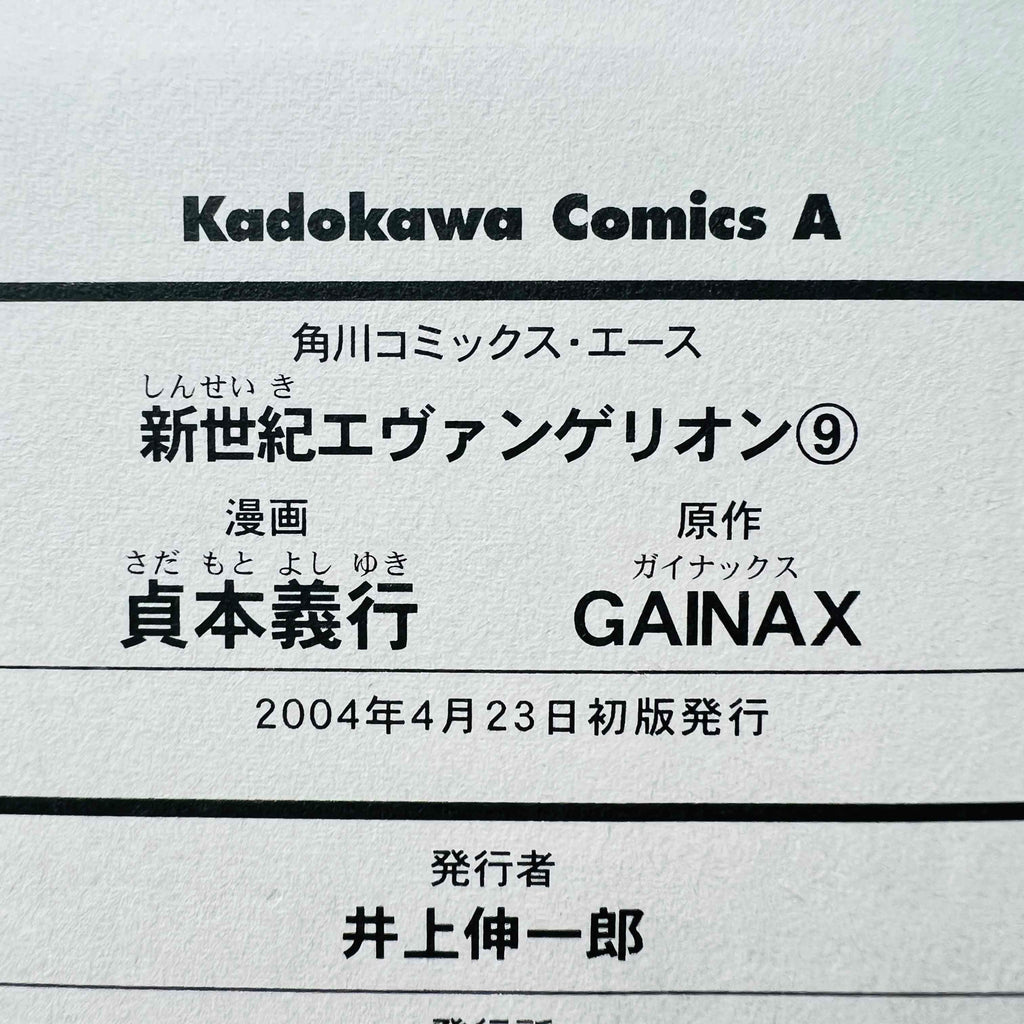 Kadokawa Comics A
角川コミックス・エース
しんせいき
新世紀エヴァンゲリオン⑨
漫画 原作
さだ もと よし ゆき ガイナックス
貞本義行 GAINAX
2004年4月23日初版発行
発行者
井上伸一郎